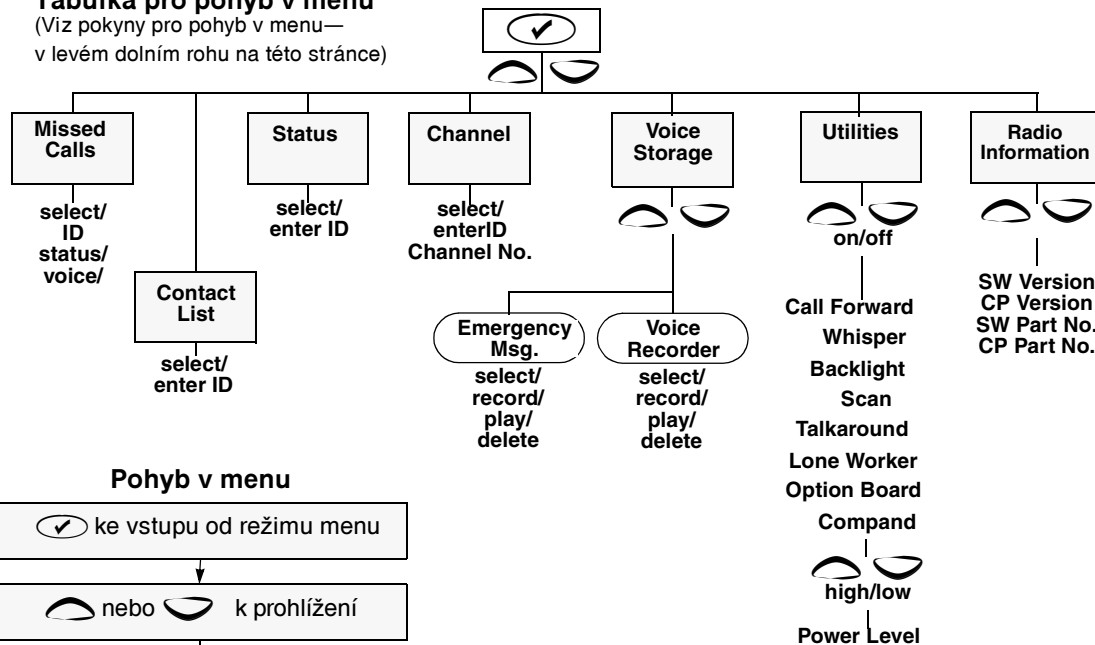 Tabulka pro pohyb v menu
(Viz pokyny pro pohyb v menu—
v levém dolním rohu na této stránce)
Missed
Calls
select/
ID
status/
voice/
Contact
List
select/
enter ID
Status
select/
enter ID
Channel
select/
enterID
Channel No.
Voice
Storage
Emergency
Msg.
select/
record/
play/
delete
Voice
Recorder
select/
record/
play/
delete
Utilities
on/off
Call Forward
Whisper
Backlight
Scan
Talkaround
Lone Worker
Option Board
Compand
high/low
Power Level
Radio
Information
SW Version
CP Version
SW Part No.
CP Part No.
Pohyb v menu
ke vstupu od režimu menu
nebo k prohlížení